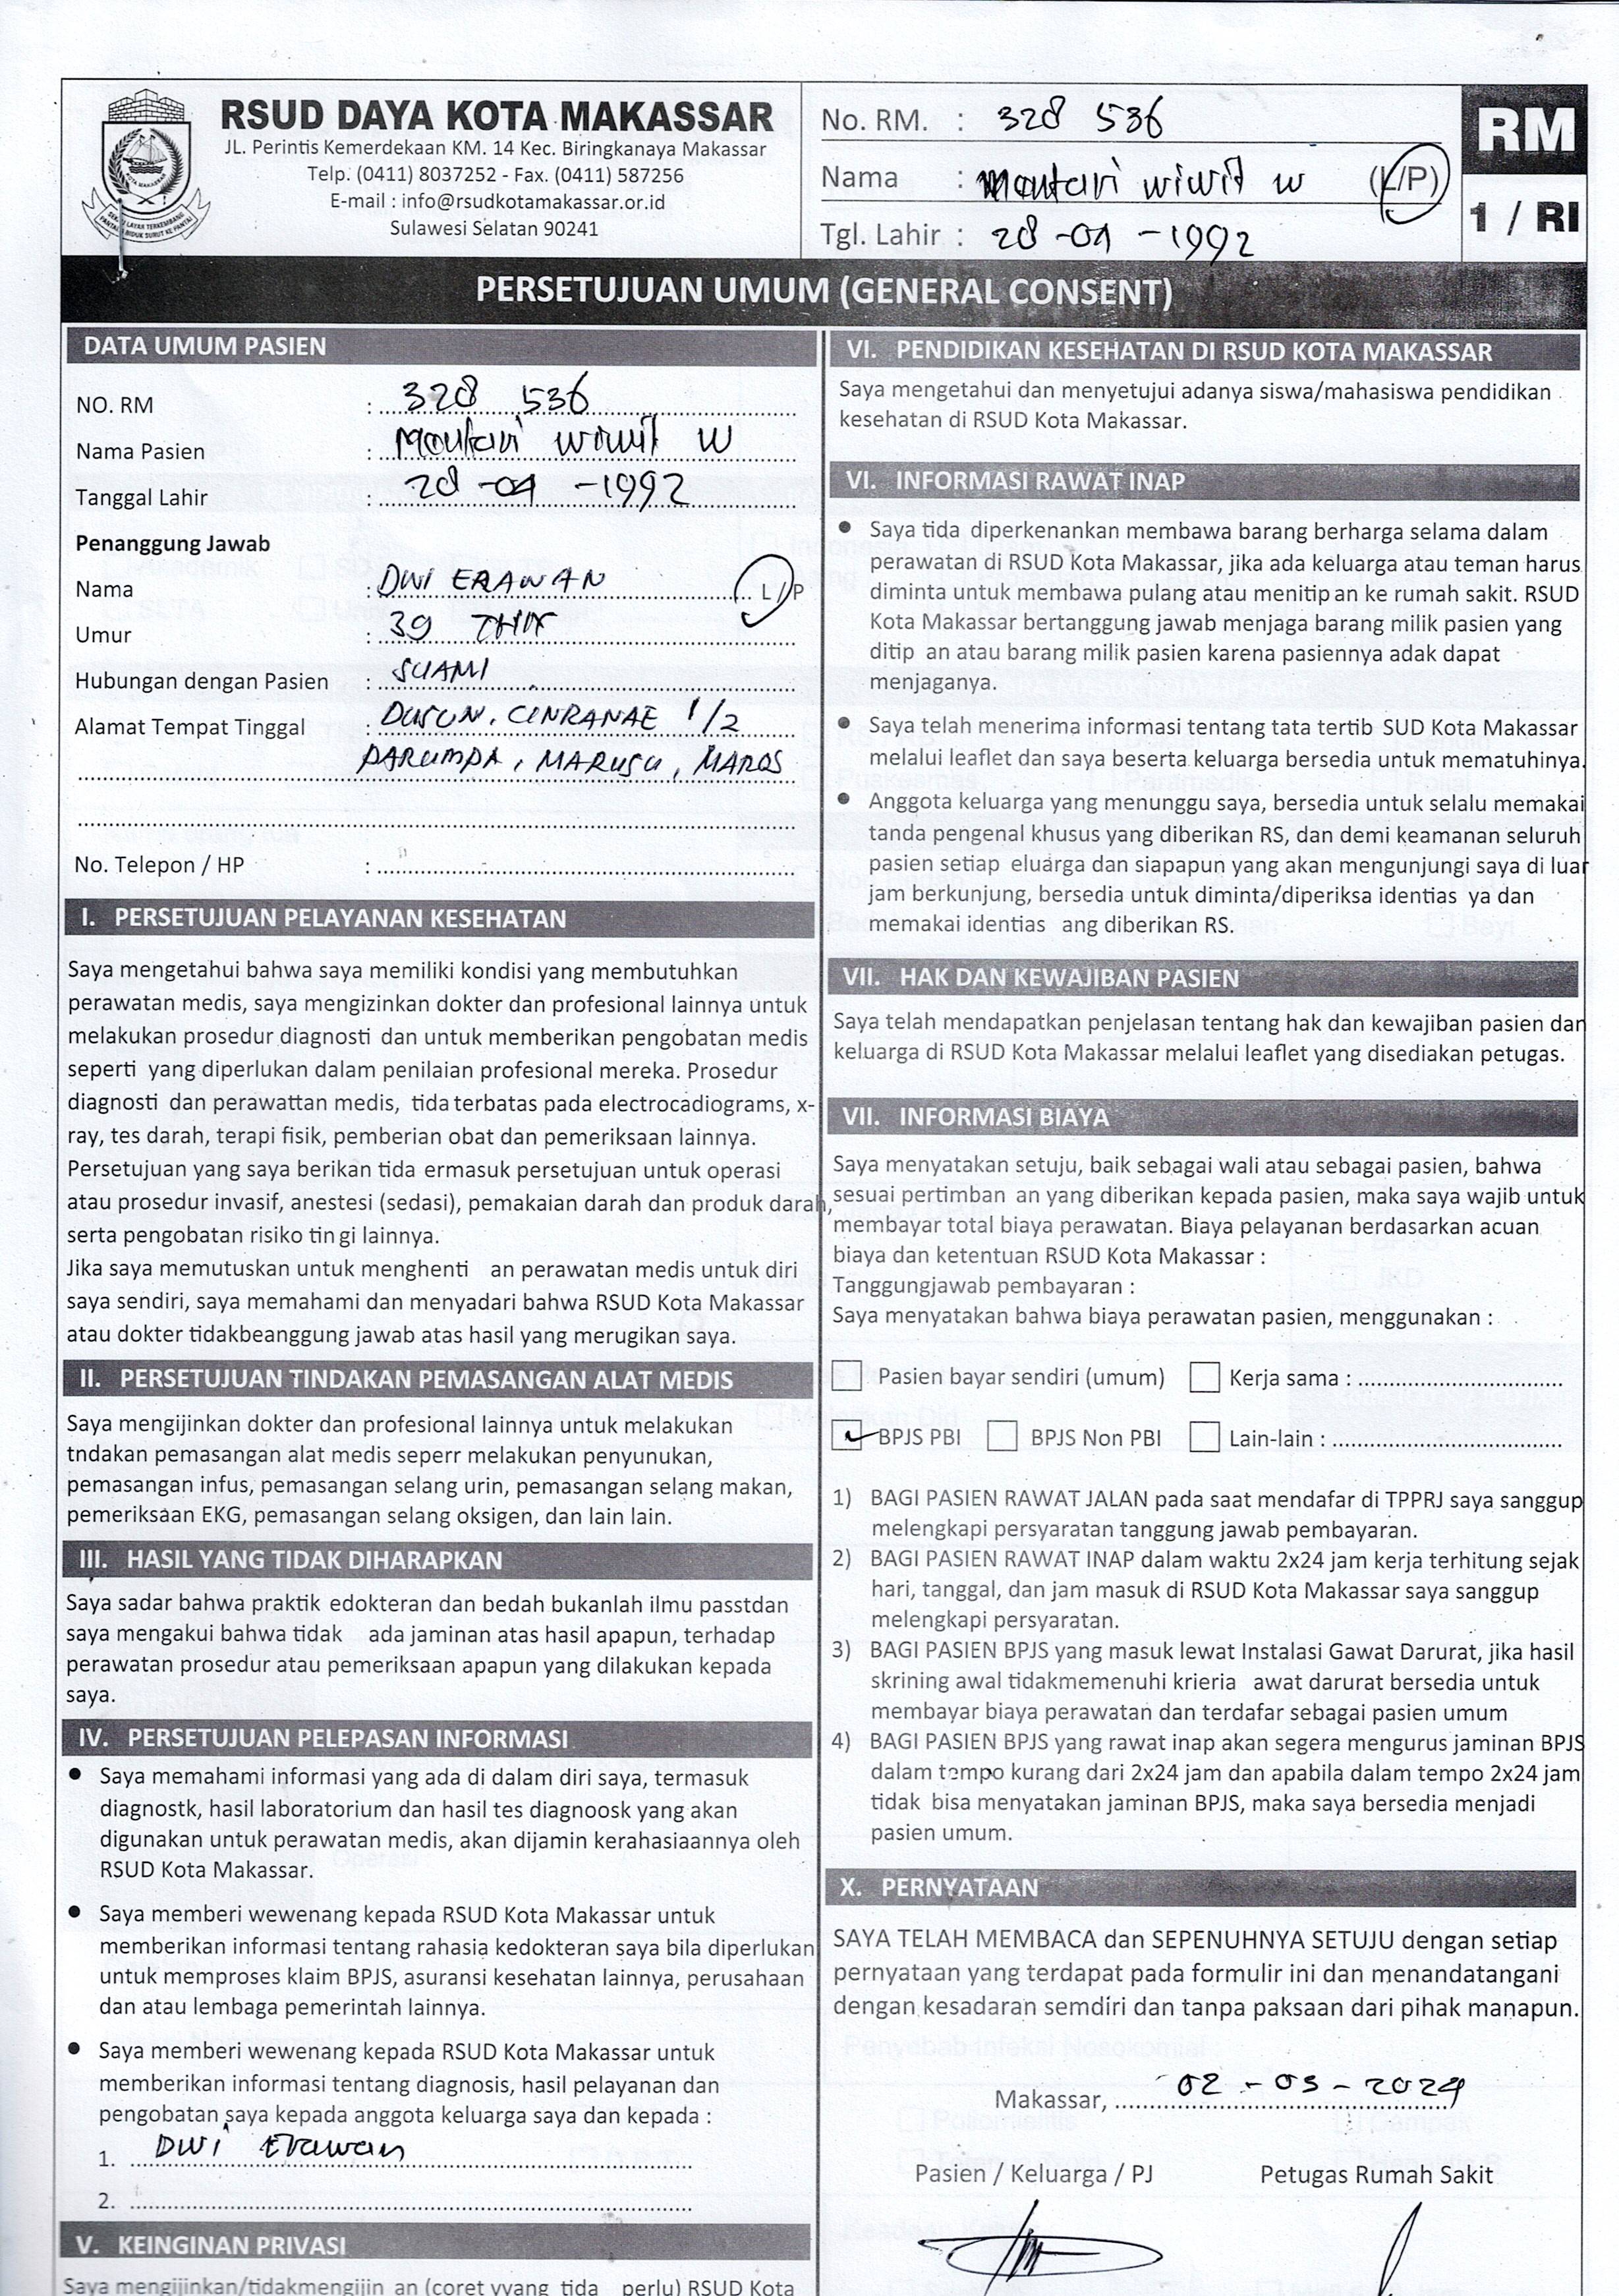 RSUD DAYA KOTA MAKASSAR
JL. Perintis Kemerdekaan KM. 14 Kec. Biringkanaya Makassar
Telp. (0411) 8037252 - Fax. (0411) 587256
E-mail : info@rsudkotamakassar.or.id
Sulawesi Selatan 90241
No. RM. : 328 536
Nama : wiwit w (L/P)
Tgl. Lahir : 28 -04 -1992
RM
1 / RI
PERSETUJUAN UMUM (GENERAL CONSENT)
DATA UMUM PASIEN
NO. RM : 328 536
Nama Pasien : wiwit W
Tanggal Lahir : 28 -04 -1992
Penanggung Jawab
Nama : DWI ERAWAN L/P
Umur : 39 THN
Hubungan dengan Pasien : SUAMI
Alamat Tempat Tinggal : DUSUN. CENRANAE 1/2
MARUSU, MAROS
No. Telepon / HP :
I. PERSETUJUAN PELAYANAN KESEHATAN
Saya mengetahui bahwa saya memiliki kondisi yang membutuhkan
perawatan medis, saya mengizinkan dokter dan profesional lainnya untuk
melakukan prosedur diagnosti dan untuk memberikan pengobatan medis
seperti yang diperlukan dalam penilaian profesional mereka. Prosedur
diagnosti dan perawattan medis, tida terbatas pada electrocadiograms, x-
ray, tes darah, terapi fisik, pemberian obat dan pemeriksaan lainnya.
Persetujuan yang saya berikan tida ermasuk persetujuan untuk operasi
atau prosedur invasif, anestesi (sedasi), pemakaian darah dan produk darah,
serta pengobatan risiko tin gi lainnya.
Jika saya memutuskan untuk menghenti an perawatan medis untuk diri
saya sendiri, saya memahami dan menyadari bahwa RSUD Kota Makassar
atau dokter tidakbeanggung jawab atas hasil yang merugikan saya.
II. PERSETUJUAN TINDAKAN PEMASANGAN ALAT MEDIS
Saya mengijinkan dokter dan profesional lainnya untuk melakukan
tndakan pemasangan alat medis seperr melakukan penyunukan,
pemasangan infus, pemasangan selang urin, pemasangan selang makan,
pemeriksaan EKG, pemasangan selang oksigen, dan lain lain.
III. HASIL YANG TIDAK DIHARAPKAN
Saya sadar bahwa praktik edokteran dan bedah bukanlah ilmu passtdan
saya mengakui bahwa tidak ada jaminan atas hasil apapun, terhadap
perawatan prosedur atau pemeriksaan apapun yang dilakukan kepada
saya.
IV. PERSETUJUAN PELEPASAN INFORMASI
• Saya memahami informasi yang ada di dalam diri saya, termasuk
diagnostk, hasil laboratorium dan hasil tes diagnoosk yang akan
digunakan untuk perawatan medis, akan dijamin kerahasiaannya oleh
RSUD Kota Makassar.
• Saya memberi wewenang kepada RSUD Kota Makassar untuk
memberikan informasi tentang rahasia kedokteran saya bila diperlukan
untuk memproses klaim BPJS, asuransi kesehatan lainnya, perusahaan
dan atau lembaga pemerintah lainnya.
• Saya memberi wewenang kepada RSUD Kota Makassar untuk
memberikan informasi tentang diagnosis, hasil pelayanan dan
pengobatan saya kepada anggota keluarga saya dan kepada :
1. Dwi Erawan
2.
V. KEINGINAN PRIVASI
Saya mengijinkan/tidakmengijin an (coret yyang tida perlu) RSUD Kota
VI. PENDIDIKAN KESEHATAN DI RSUD KOTA MAKASSAR
Saya mengetahui dan menyetujui adanya siswa/mahasiswa pendidikan
kesehatan di RSUD Kota Makassar.
VI. INFORMASI RAWAT INAP
• Saya tida diperkenankan membawa barang berharga selama dalam
perawatan di RSUD Kota Makassar, jika ada keluarga atau teman harus
diminta untuk membawa pulang atau menitip an ke rumah sakit. RSUD
Kota Makassar bertanggung jawab menjaga barang milik pasien yang
ditip an atau barang milik pasien karena pasiennya adak dapat
menjaganya.
• Saya telah menerima informasi tentang tata tertib SUD Kota Makassar
melalui leaflet dan saya beserta keluarga bersedia untuk mematuhinya.
• Anggota keluarga yang menunggu saya, bersedia untuk selalu memakai
tanda pengenal khusus yang diberikan RS, dan demi keamanan seluruh
pasien setiap eluarga dan siapapun yang akan mengunjungi saya di luar
jam berkunjung, bersedia untuk diminta/diperiksa identias ya dan
memakai identias ang diberikan RS.
VII. HAK DAN KEWAJIBAN PASIEN
Saya telah mendapatkan penjelasan tentang hak dan kewajiban pasien dan
keluarga di RSUD Kota Makassar melalui leaflet yang disediakan petugas.
VII. INFORMASI BIAYA
Saya menyatakan setuju, baik sebagai wali atau sebagai pasien, bahwa
sesuai pertimban an yang diberikan kepada pasien, maka saya wajib untuk
membayar total biaya perawatan. Biaya pelayanan berdasarkan acuan
biaya dan ketentuan RSUD Kota Makassar :
Tanggungjawab pembayaran :
Saya menyatakan bahwa biaya perawatan pasien, menggunakan :
Pasien bayar sendiri (umum) Kerja sama :
BPJS PBI BPJS Non PBI Lain-lain :
1) BAGI PASIEN RAWAT JALAN pada saat mendafar di TPPRJ saya sanggup
melengkapi persyaratan tanggung jawab pembayaran.
2) BAGI PASIEN RAWAT INAP dalam waktu 2x24 jam kerja terhitung sejak
hari, tanggal, dan jam masuk di RSUD Kota Makassar saya sanggup
melengkapi persyaratan.
3) BAGI PASIEN BPJS yang masuk lewat Instalasi Gawat Darurat, jika hasil
skrining awal tidakmemenuhi krieria awat darurat bersedia untuk
membayar biaya perawatan dan terdafar sebagai pasien umum
4) BAGI PASIEN BPJS yang rawat inap akan segera mengurus jaminan BPJS
dalam tempo kurang dari 2x24 jam dan apabila dalam tempo 2x24 jam
tidak bisa menyatakan jaminan BPJS, maka saya bersedia menjadi
pasien umum.
X. PERNYATAAN
SAYA TELAH MEMBACA dan SEPENUHNYA SETUJU dengan setiap
pernyataan yang terdapat pada formulir ini dan menandatangani
dengan kesadaran semdiri dan tanpa paksaan dari pihak manapun.
Makassar, 02 - 03 - 2024
Pasien / Keluarga / PJ Petugas Rumah Sakit